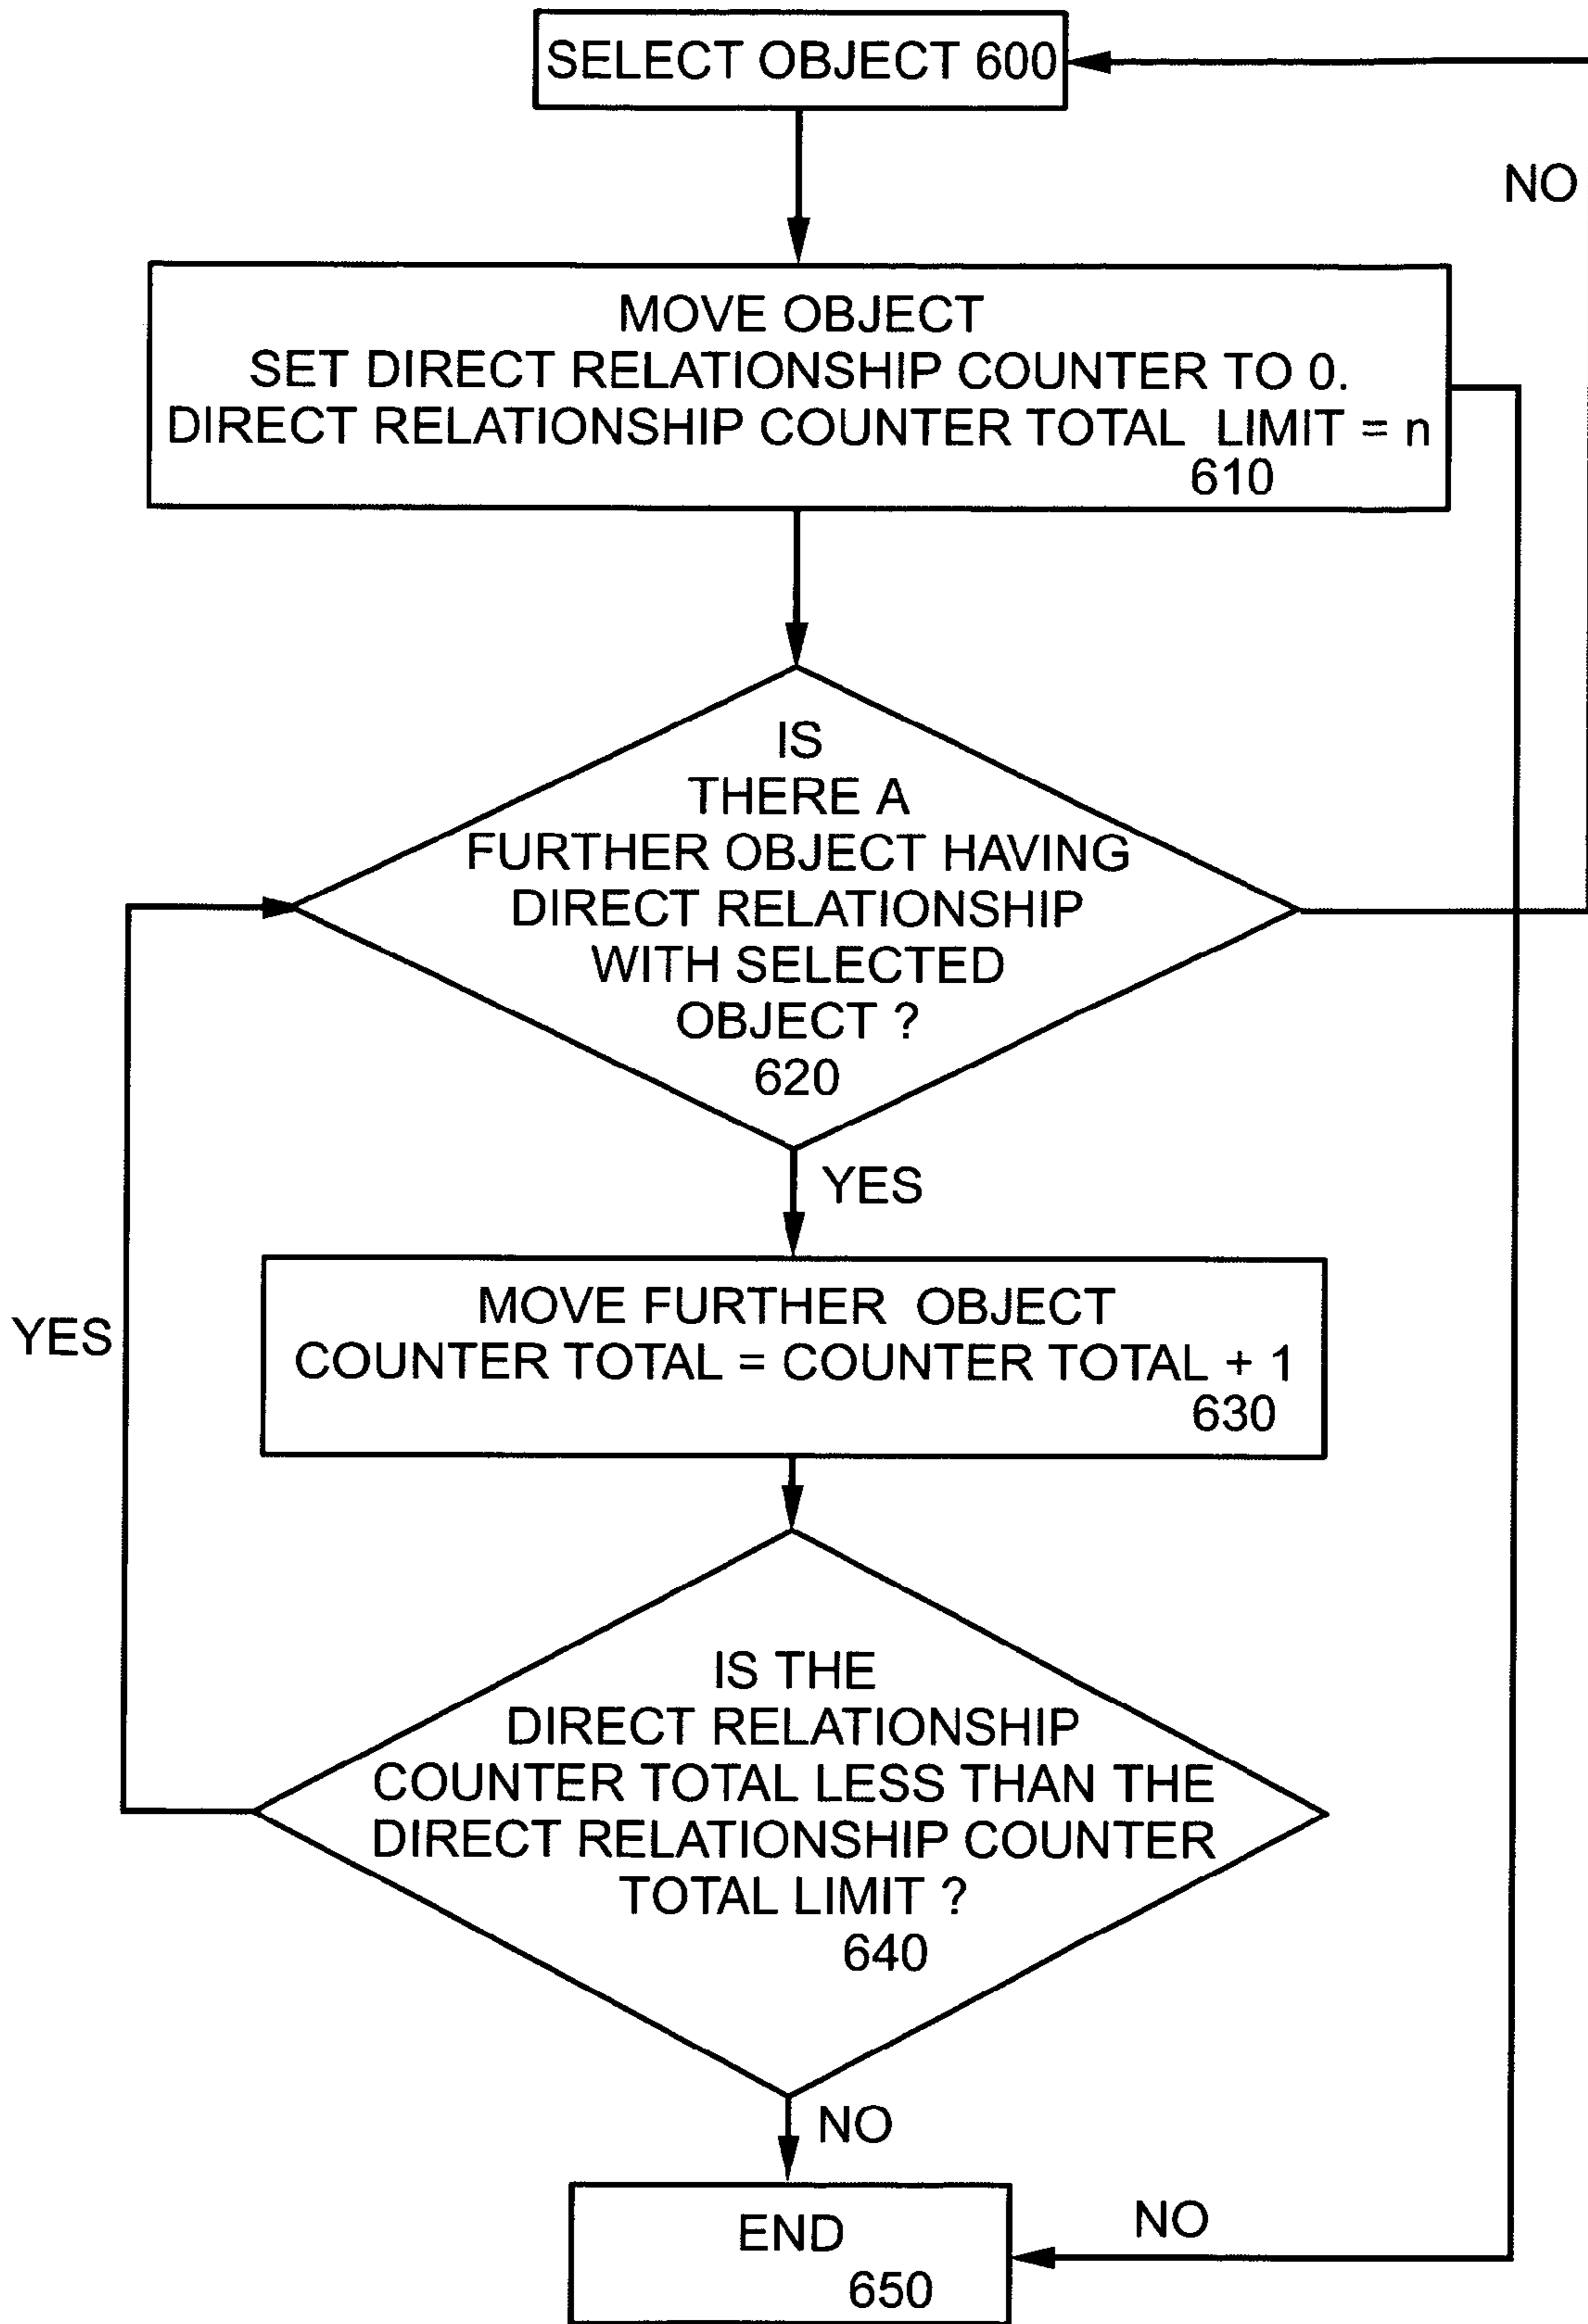 SELECT OBJECT 600
NO
MOVE OBJECT
SET DIRECT RELATIONSHIP COUNTER TO 0.
DIRECT RELATIONSHIP COUNTER TOTAL LIMIT = n
610
IS
THERE A
FURTHER OBJECT HAVING
DIRECT RELATIONSHIP
WITH SELECTED
OBJECT ?
620
YES
MOVE FURTHER OBJECT
COUNTER TOTAL = COUNTER TOTAL + 1
630
YES
IS THE
DIRECT RELATIONSHIP
COUNTER TOTAL LESS THAN THE
DIRECT RELATIONSHIP COUNTER
TOTAL LIMIT ?
640
NO
END
650
NO